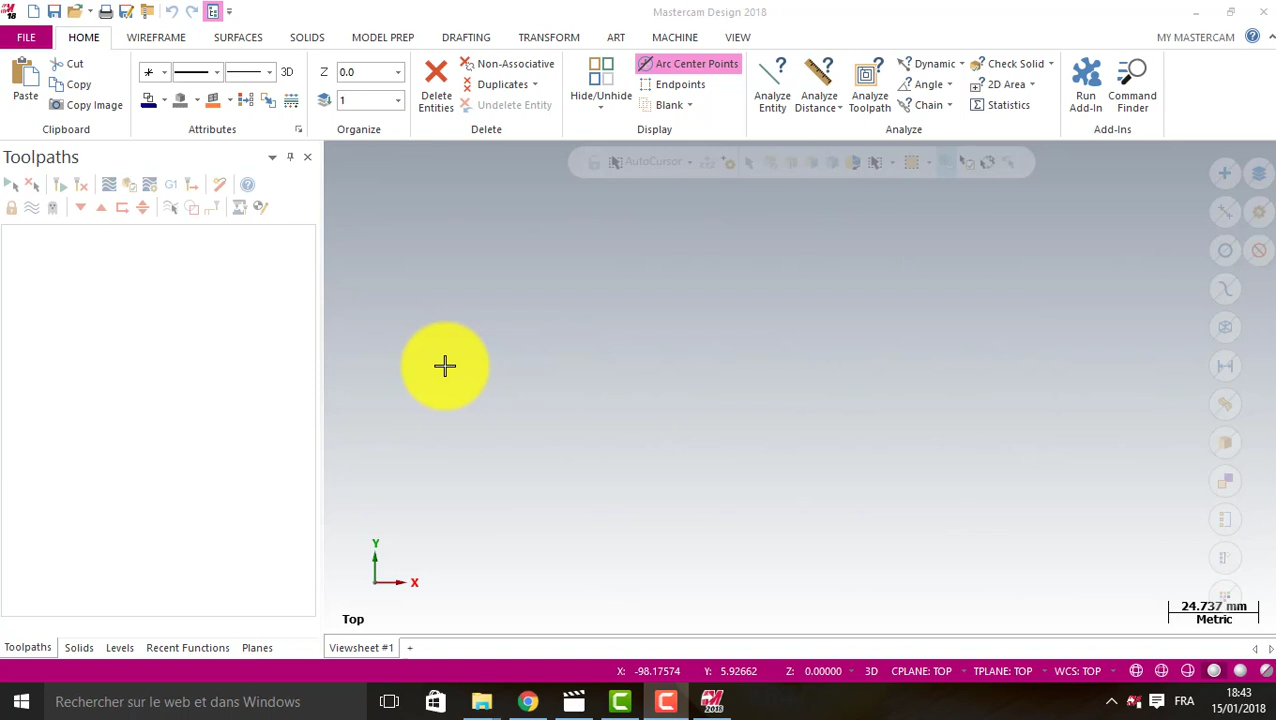 18
Mastercam Design 2018
FILE HOME WIREFRAME SURFACES SOLIDS MODEL PREP DRAFTING TRANSFORM ART MACHINE VIEW MY MASTERCAM
Paste
Cut
Copy
Copy Image
Clipboard
3D
Attributes
Z 0.0
1
Organize
Delete
Entities
Non-Associative
Duplicates
Undelete Entity
Delete
Hide/Unhide
Arc Center Points
Endpoints
Blank
Display
Analyze
Entity
Analyze
Distance
Analyze
Toolpath
Dynamic
Angle
Chain
Check Solid
2D Area
Statistics
Analyze
Run
Add-In
Command
Finder
Add-Ins
Toolpaths
G1
AutoCursor
Y
X
Top
24.737 mm
Metric
Toolpaths Solids Levels Recent Functions Planes
Viewsheet #1 +
X: -98.17574 Y: 5.92662 Z: 0.00000 3D CPLANE: TOP TPLANE: TOP WCS: TOP
Rechercher sur le web et dans Windows
2018
FRA
18:43
15/01/2018